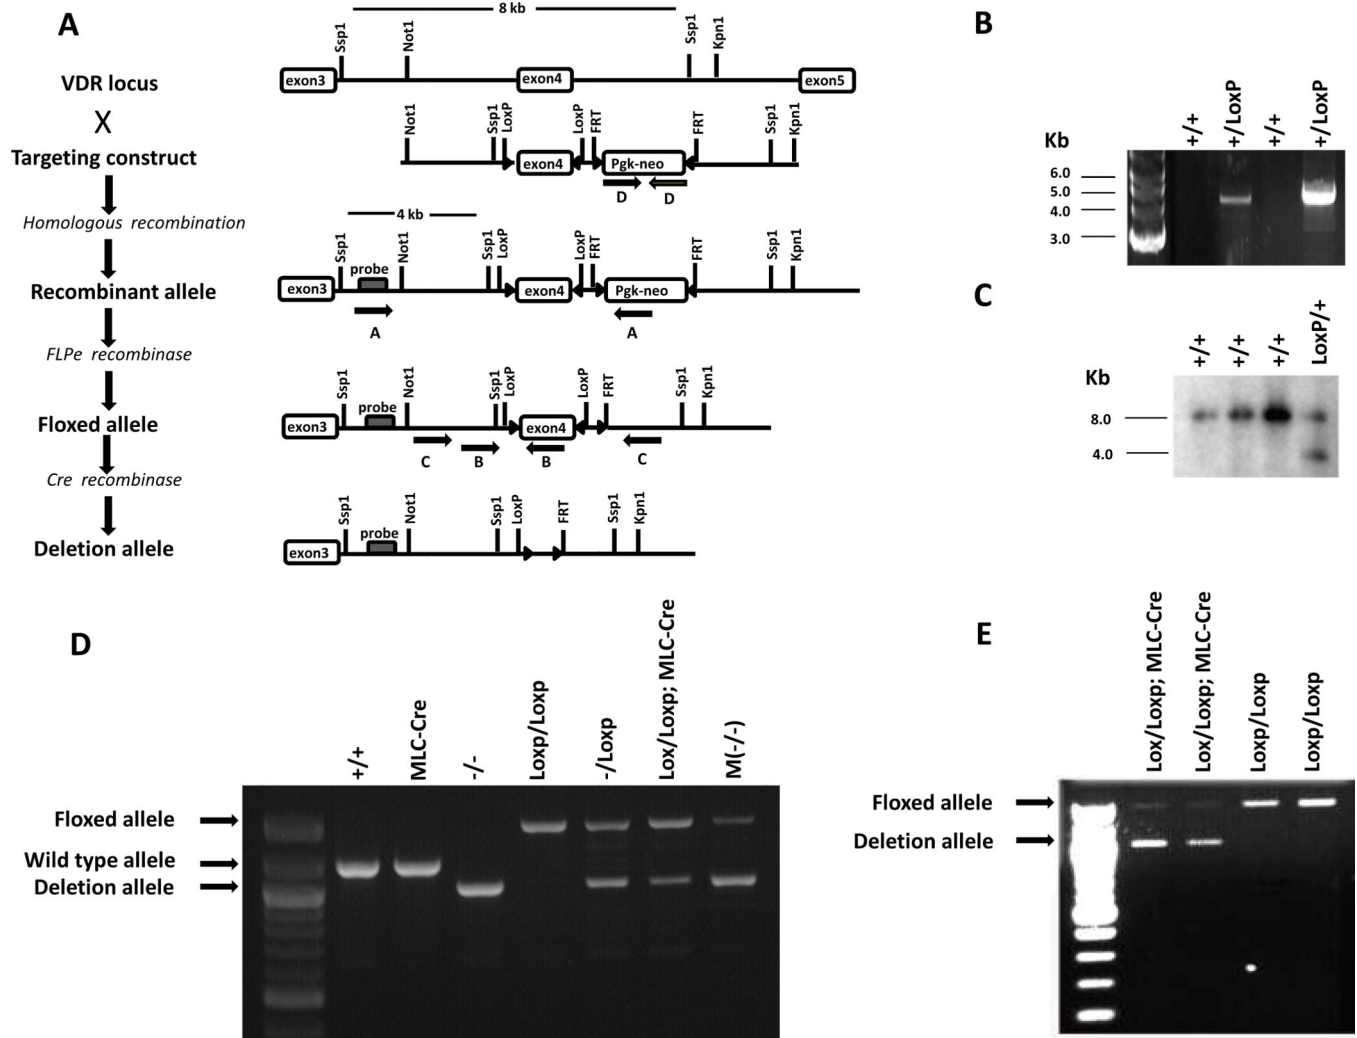 A
VDR locus
X
Targeting construct
Homologous recombination
Recombinant allele
FLPe recombinase
Floxed allele
Cre recombinase
Deletion allele
8 kb
Ssp1 Not1 Ssp1 Kpn1
exon3 exon4 exon5
Not1 Ssp1 LoxP LoxP FRT FRT Ssp1 Kpn1
exon4 Pgk-neo
D D
4 kb
Ssp1 Not1 Ssp1 LoxP LoxP FRT FRT Ssp1 Kpn1
probe
exon3 exon4 Pgk-neo
A A
Ssp1 Not1 Ssp1 LoxP LoxP FRT Ssp1 Kpn1
probe
exon3 exon4
C B B C
Ssp1 Not1 Ssp1 LoxP FRT Ssp1 Kpn1
probe
exon3
B
Kb +/+ +/LoxP +/+ +/LoxP
6.0
5.0
4.0
3.0
C
Kb +/+ +/+ +/+ LoxP/+
8.0
4.0
D
+/+ MLC-Cre -/- Loxp/Loxp -/Loxp Lox/Loxp; MLC-Cre M(-/-)
Floxed allele
Wild type allele
Deletion allele
E
Lox/Loxp; MLC-Cre Lox/Loxp; MLC-Cre Loxp/Loxp Loxp/Loxp
Floxed allele
Deletion allele